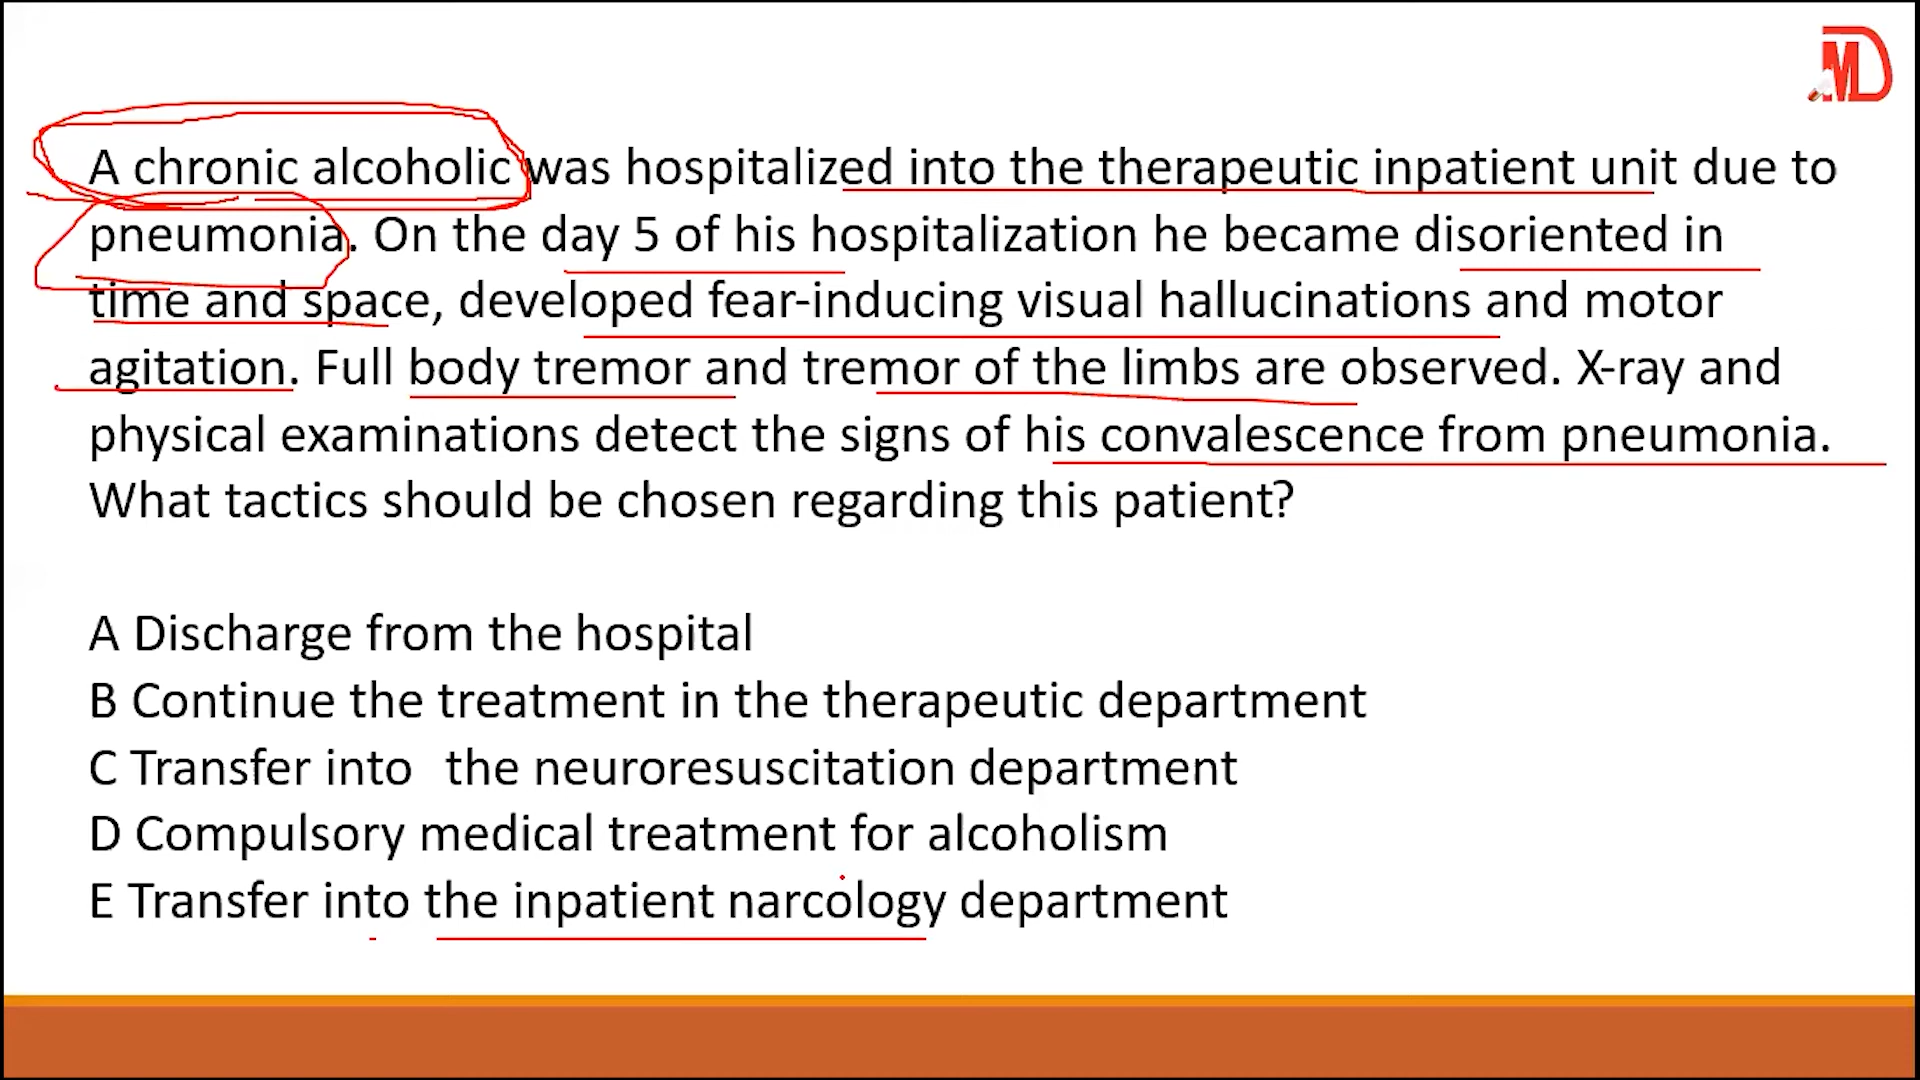 MD
A chronic alcoholic was hospitalized into the therapeutic inpatient unit due to
pneumonia. On the day 5 of his hospitalization he became disoriented in
time and space, developed fear-inducing visual hallucinations and motor
agitation. Full body tremor and tremor of the limbs are observed. X-ray and
physical examinations detect the signs of his convalescence from pneumonia.
What tactics should be chosen regarding this patient?
A Discharge from the hospital
B Continue the treatment in the therapeutic department
C Transfer into the neuroresuscitation department
D Compulsory medical treatment for alcoholism
E Transfer into the inpatient narcology department